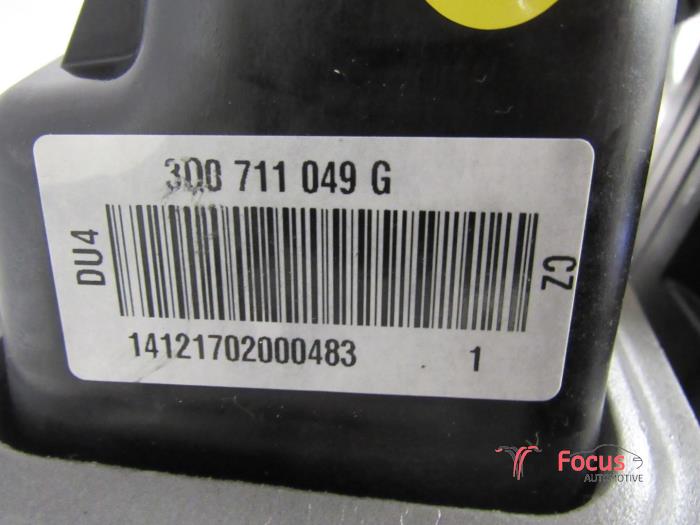 3Q0 711 049 G
DU4
CZ
14121702000483 1
Focus
AUTOMOTIVE